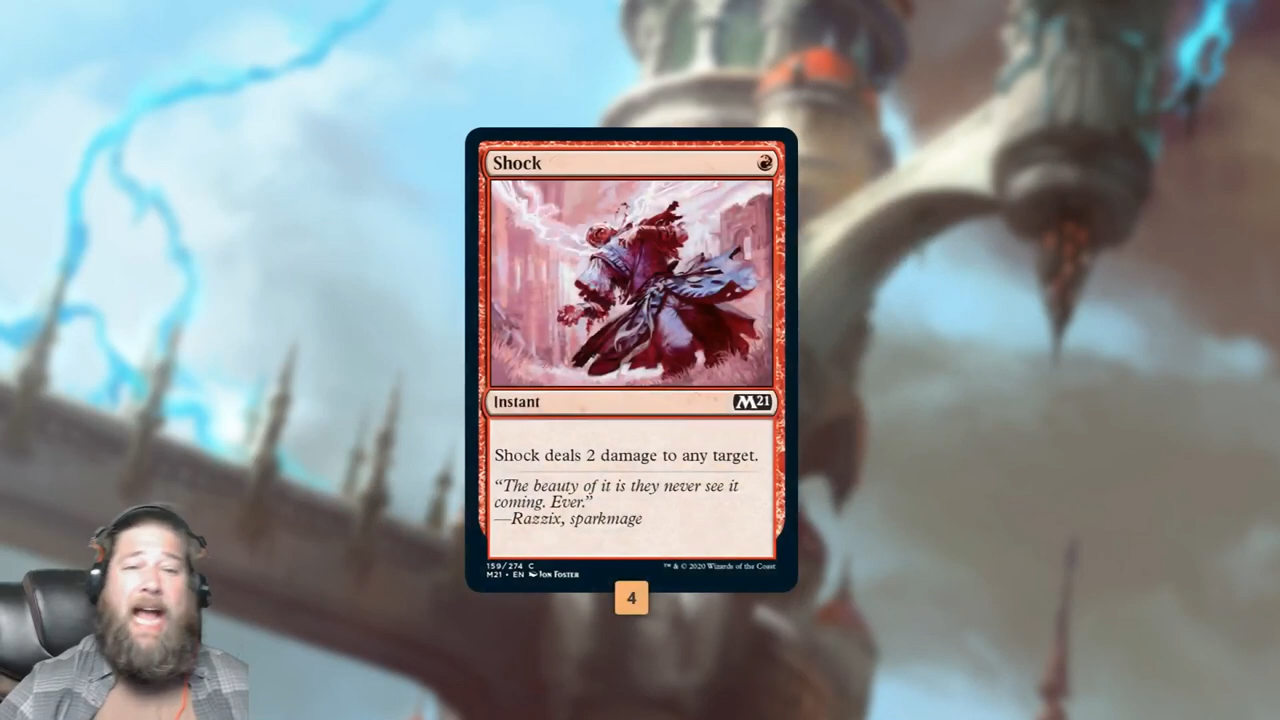 Shock
Instant
M21
Shock deals 2 damage to any target.
“The beauty of it is they never see it
coming. Ever.”
—Razzix, sparkmage
159/274 C
™ & © 2020 Wizards of the Coast
M21 • EN Jon Foster
4